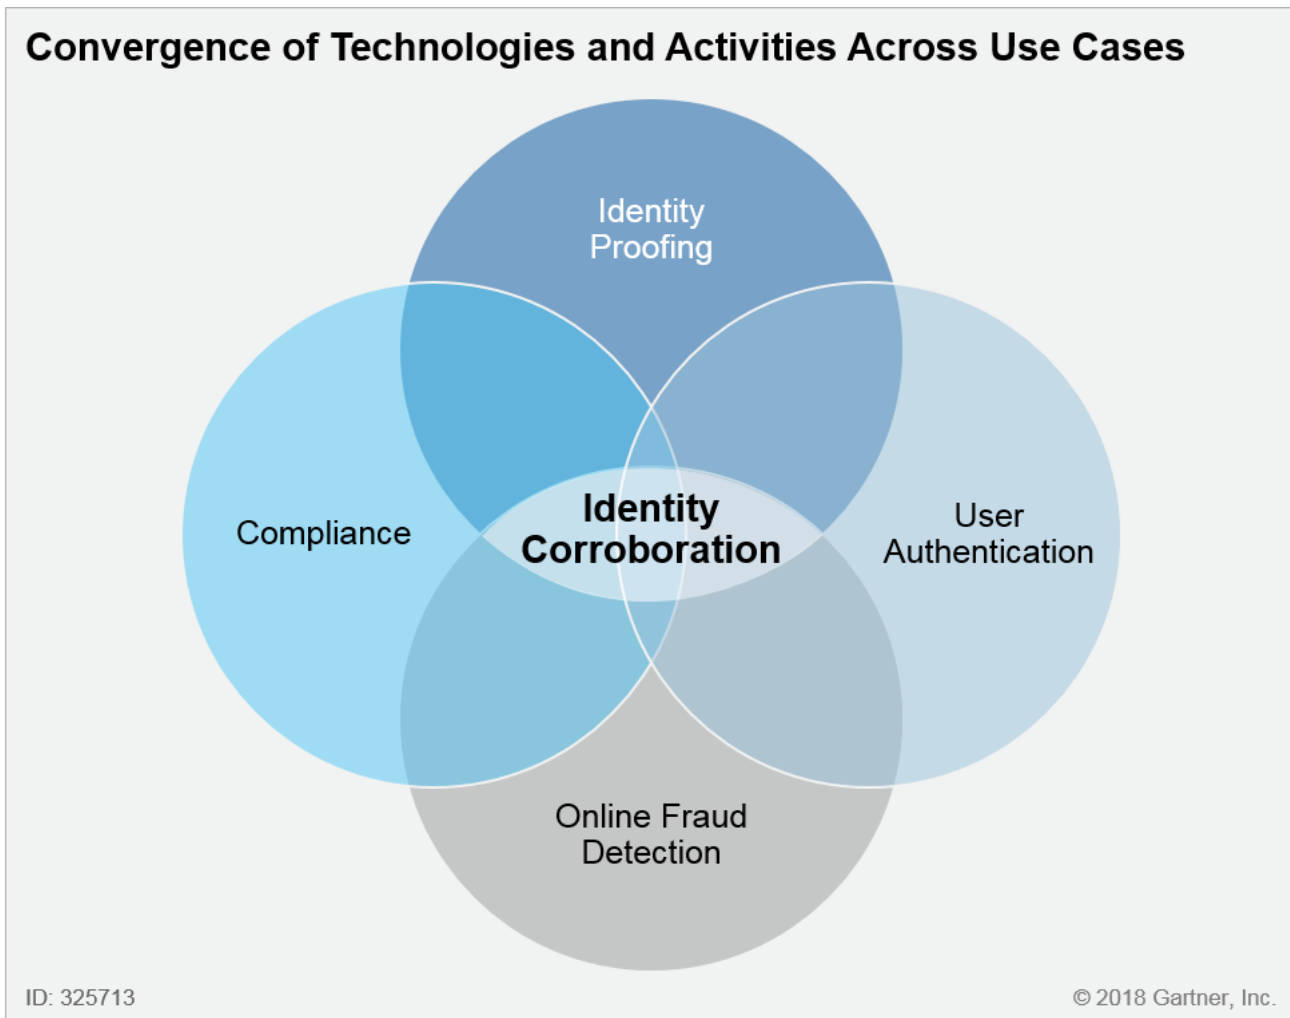 Convergence of Technologies and Activities Across Use Cases
Identity
Proofing
Compliance
Identity
Corroboration
User
Authentication
Online Fraud
Detection
ID: 325713
© 2018 Gartner, Inc.